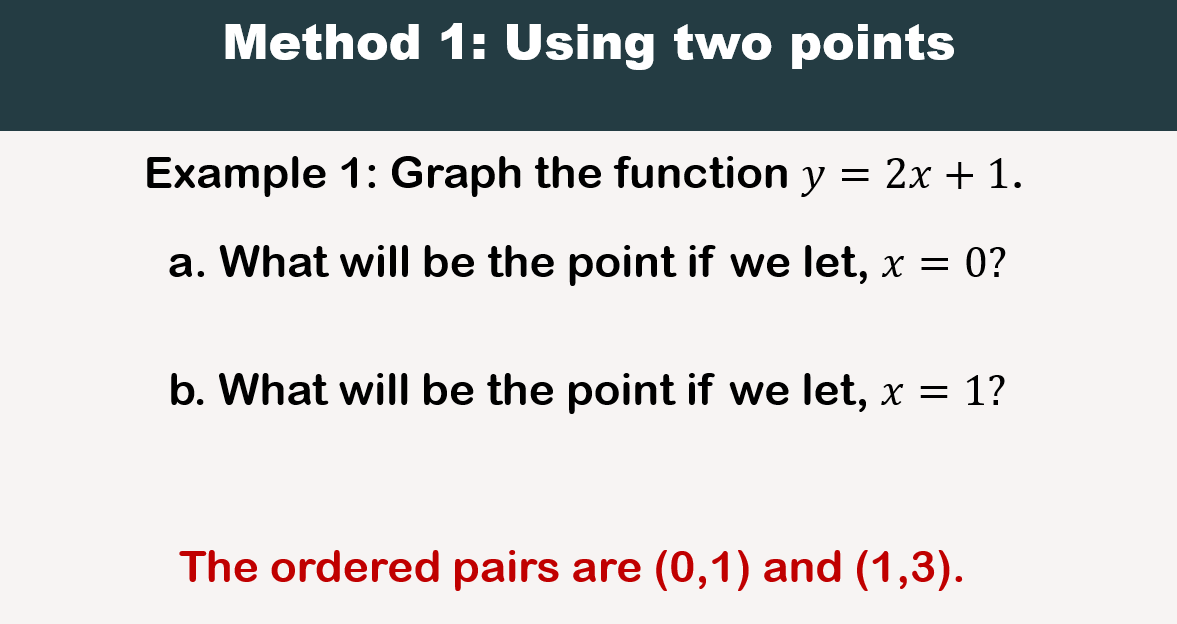 Method 1: Using two points
Example 1: Graph the function y = 2x + 1.
a. What will be the point if we let, x = 0?
b. What will be the point if we let, x = 1?
The ordered pairs are (0,1) and (1,3).